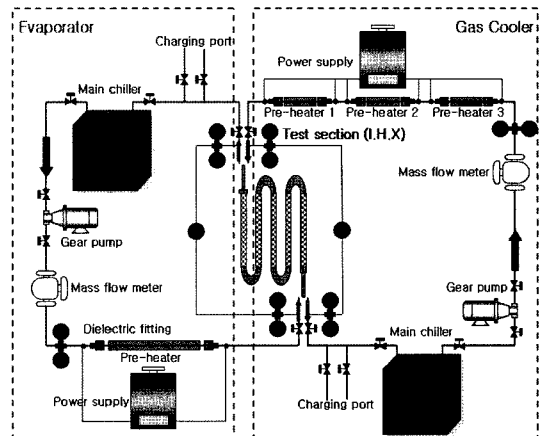 Evaporator
Gas Cooler
Charging port
Power supply
Main chiller
Pre-heater 1
Pre-heater 2
Pre-heater 3
Test section (I,H,X)
Mass flow meter
Gear pump
Mass flow meter
Gear pump
Dielectric fitting
Main chiller
Pre-heater
Power supply
Charging port